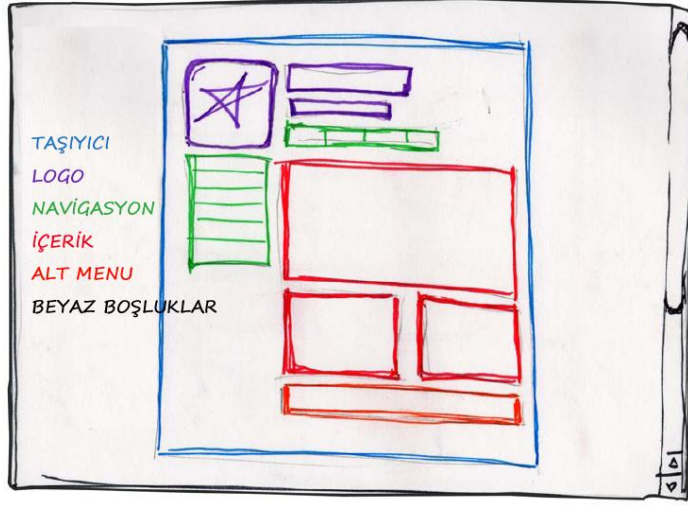 TAŞIYICI
LOGO
NAVİGASYON
İÇERİK
ALT MENU
BEYAZ BOŞLUKLAR